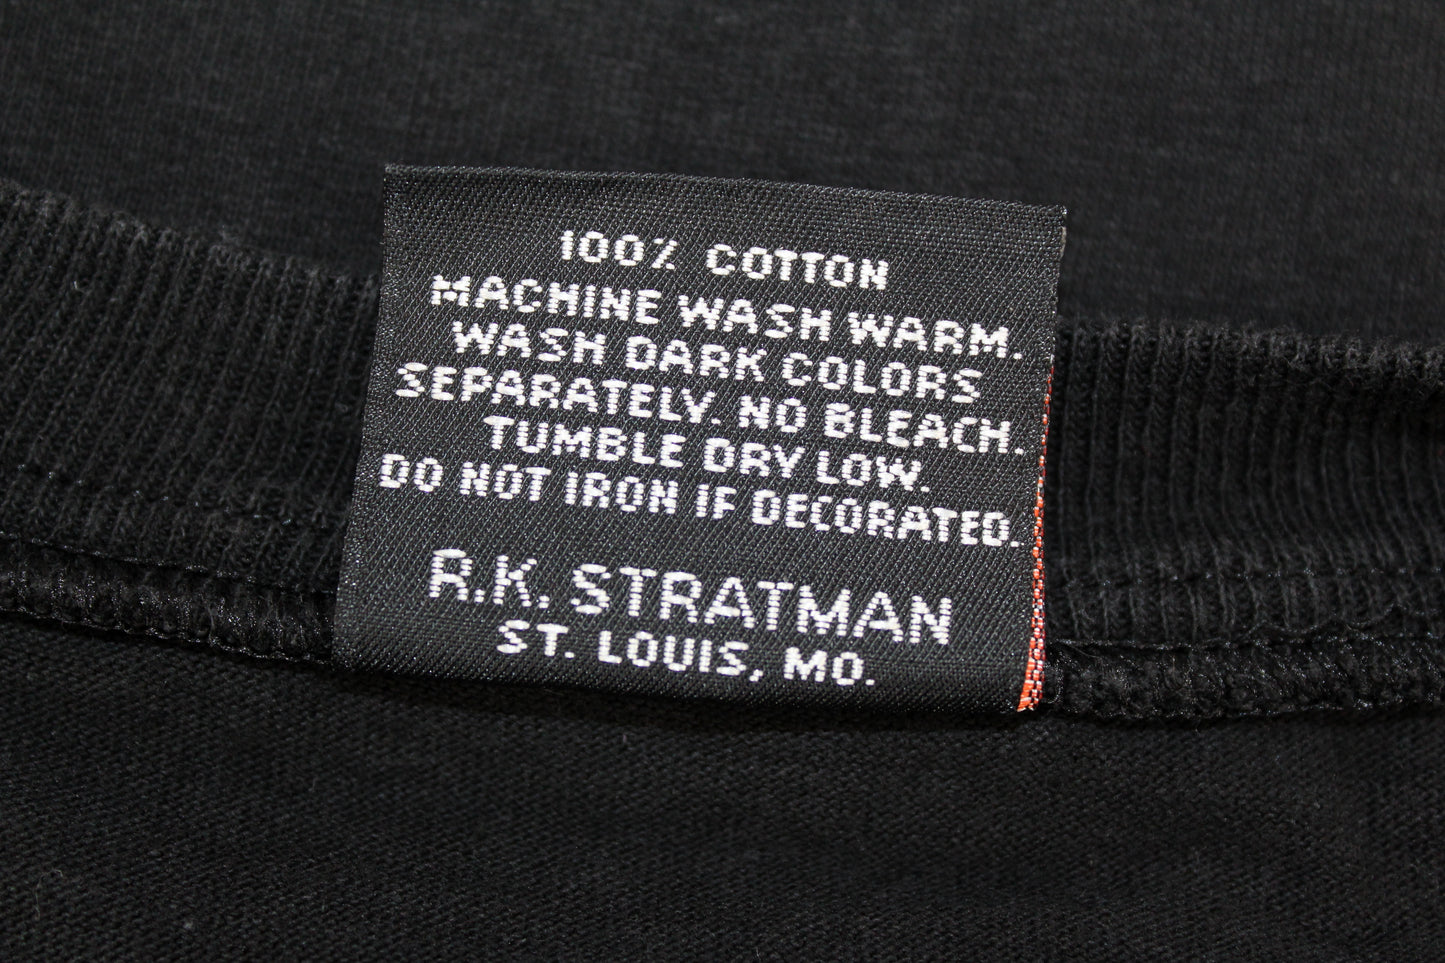 100% COTTON
MACHINE WASH WARM.
WASH DARK COLORS
SEPARATELY. NO BLEACH.
TUMBLE DRY LOW.
DO NOT IRON IF DECORATED.
R.K. STRATMAN
ST. LOUIS, MO.